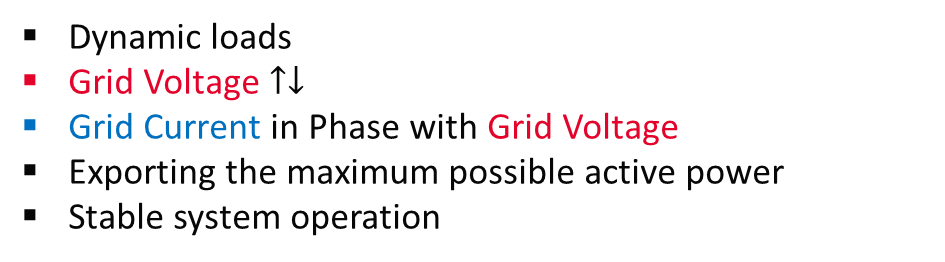 ▪ Dynamic loads
▪ Grid Voltage ↑↓
▪ Grid Current in Phase with Grid Voltage
▪ Exporting the maximum possible active power
▪ Stable system operation